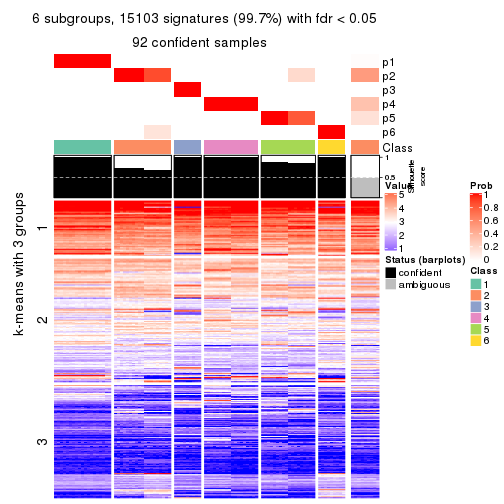 6 subgroups, 15103 signatures (99.7%) with fdr < 0.05
92 confident samples
p1
p2
p3
p4
p5
p6
Class
1
0.5
Silhouette
score
k-means with 3 groups
1
2
3
Value
5
4
3
2
1
Status (barplots)
confident
ambiguous
Prob
1
0.8
0.6
0.4
0.2
0
Class
1
2
3
4
5
6